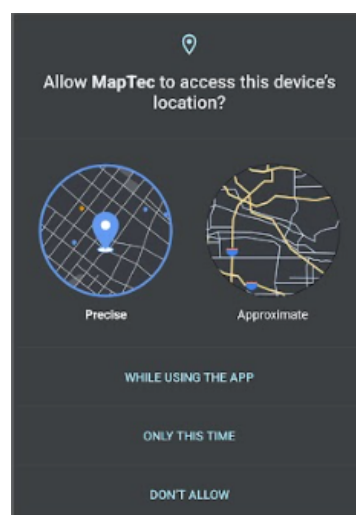 Allow MapTec to access this device's
location?
Precise
Approximate
WHILE USING THE APP
ONLY THIS TIME
DON'T ALLOW